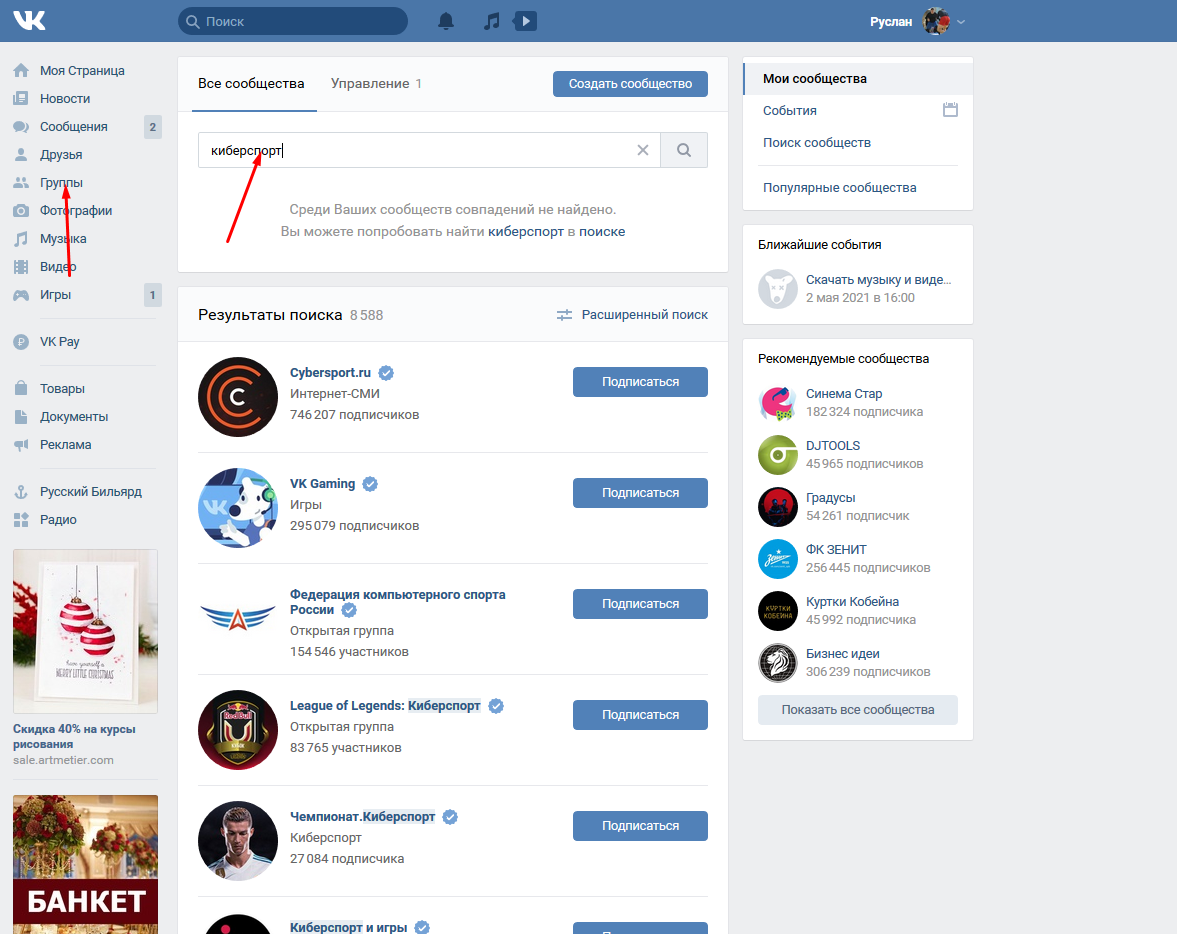 Поиск
Руслан
Моя Страница
Новости
Сообщения 2
Друзья
Группы
Фотографии
Музыка
Видео
Игры 1
VK Pay
Товары
Документы
Реклама
Русский Бильярд
Радио
Скидка 40% на курсы
рисования
sale.artmetier.com
БАНКЕТ
Все сообщества Управление 1 Создать сообщество
киберспорт
Среди Ваших сообществ совпадений не найдено.
Вы можете попробовать найти киберспорт в поиске
Результаты поиска 8 588 Расширенный поиск
Cybersport.ru
Интернет-СМИ
746 207 подписчиков
Подписаться
VK Gaming
Игры
295 079 подписчиков
Подписаться
Федерация компьютерного спорта
России
Открытая группа
154 546 участников
Подписаться
League of Legends: Киберспорт
Открытая группа
83 765 участников
Подписаться
Чемпионат.Киберспорт
Киберспорт
27 084 подписчика
Подписаться
Киберспорт и игры
Мои сообщества
События
Поиск сообществ
Популярные сообщества
Ближайшие события
Скачать музыку и виде...
2 мая 2021 в 16:00
Рекомендуемые сообщества
Синема Стар
182 324 подписчика
DJTOOLS
45 965 подписчиков
Градусы
54 261 подписчик
ФК ЗЕНИТ
256 445 подписчиков
Куртки Кобейна
45 992 подписчика
Бизнес идеи
306 239 подписчиков
Показать все сообщества